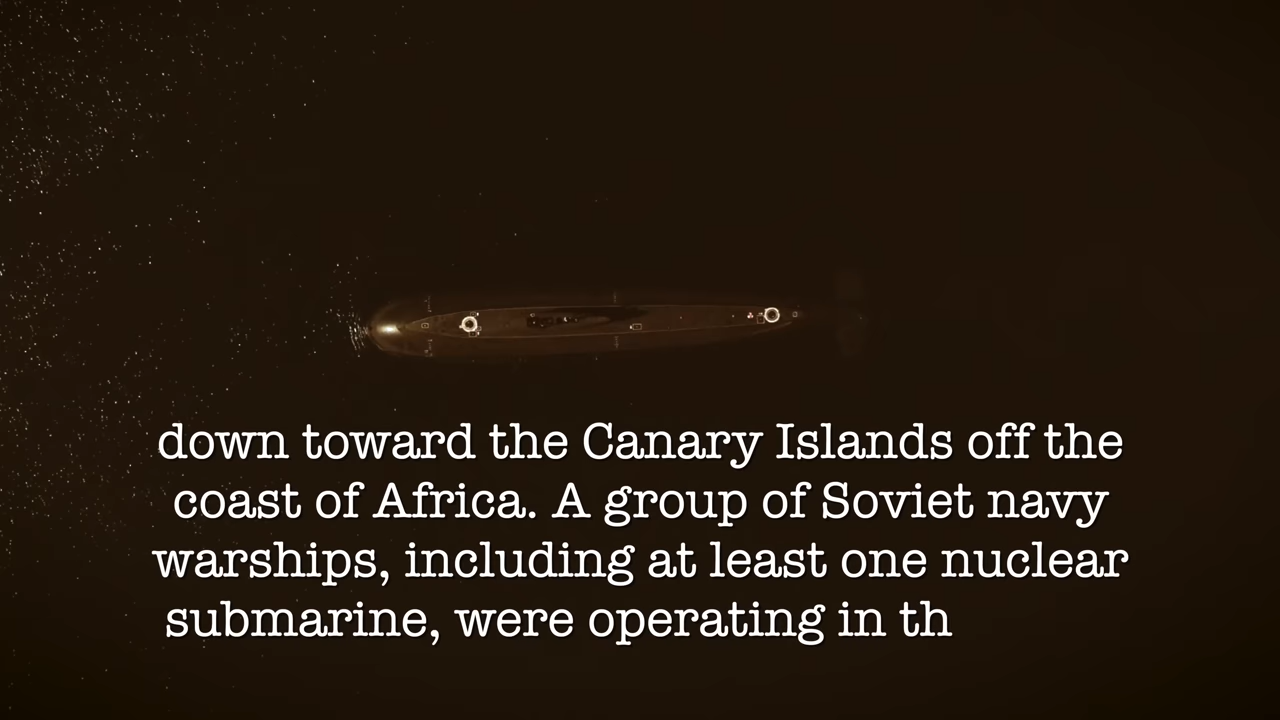 down toward the Canary Islands off the
coast of Africa. A group of Soviet navy
warships, including at least one nuclear
submarine, were operating in th